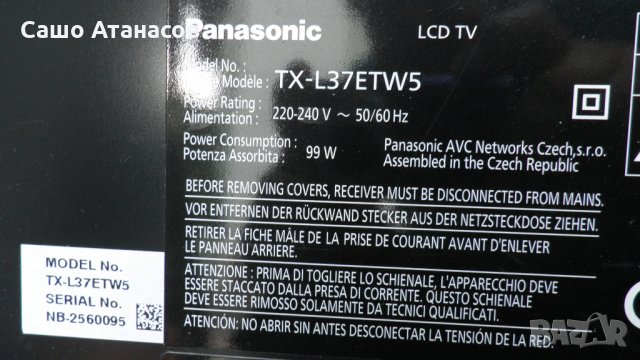 Сашо Атанасо
Panasonic
LCD TV
Model No. :
Modèle : TX-L37ETW5
Power Rating :
Alimentation : 220-240 V ~ 50/60 Hz
Power Consumption :
Potenza Assorbita : 99 W
Panasonic AVC Networks Czech,s.r.o.
Assembled in the Czech Republic
BEFORE REMOVING COVERS, RECEIVER MUST BE DISCONNECTED FROM MAINS.
VOR ENTFERNEN DER RÜCKWAND STECKER AUS DER NETZSTECKDOSE ZIEHEN.
RETIRER LA FICHE MÂLE DE LA PRISE DE COURANT AVANT D'ENLEVER
LE PANNEAU ARRIERE.
ATTENZIONE : PRIMA DI TOGLIERE LO SCHIENALE, L'APPARECCHIO DEVE
ESSERE STACCATO DALLA PRESA DI CORRENTE. QUESTO SCHIENALE DEVE
ESSERE RIMOSSO SOLAMENTE DA TECNICI QUALIFICATI.
ATENCIÓN: NO ABRIR SIN ANTES DESCONECTAR LA TENSIÓN DE LA RED.
MODEL No.
TX-L37ETW5
SERIAL No.
NB-2560095
bazar.bg